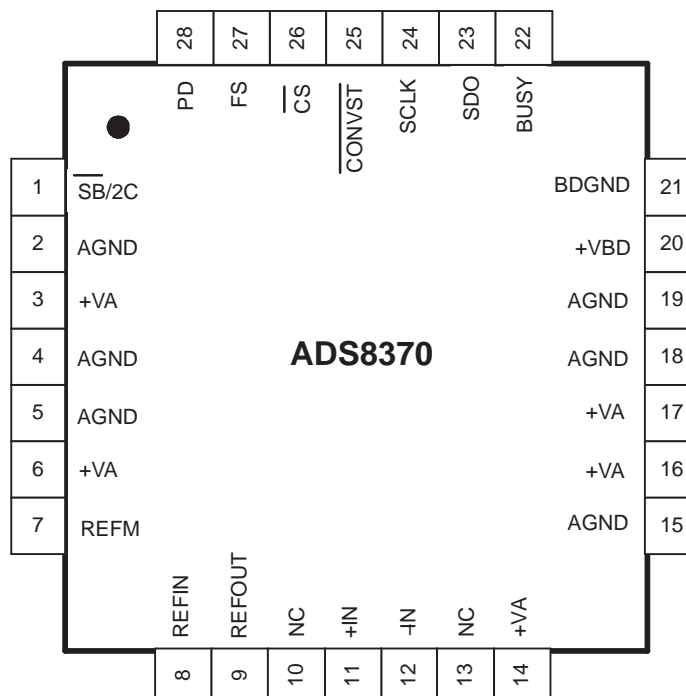 28 27 26 25 24 23 22
PD FS CS CONVST SCLK SDO BUSY
1 SB/2C
2 AGND
3 +VA
4 AGND
5 AGND
6 +VA
7 REFM
ADS8370
BDGND 21
+VBD 20
AGND 19
AGND 18
+VA 17
+VA 16
AGND 15
REFIN REFOUT NC +IN -IN NC +VA
8 9 10 11 12 13 14